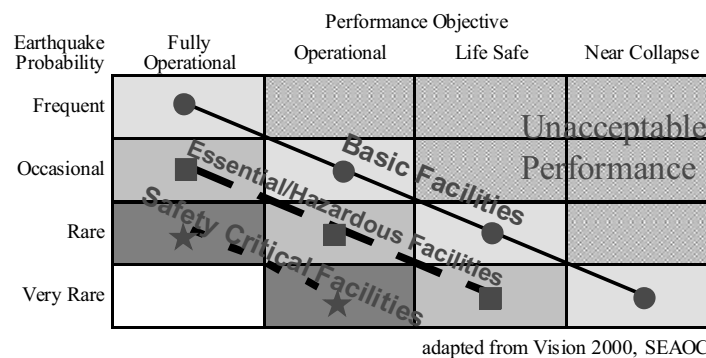 Performance Objective
Earthquake
Probability
Fully
Operational
Operational
Life Safe
Near Collapse
Frequent
Unacceptable
Performance
Basic Facilities
Occasional
Essential/Hazardous Facilities
Safety Critical Facilities
Rare
Very Rare
adapted from Vision 2000, SEAOC